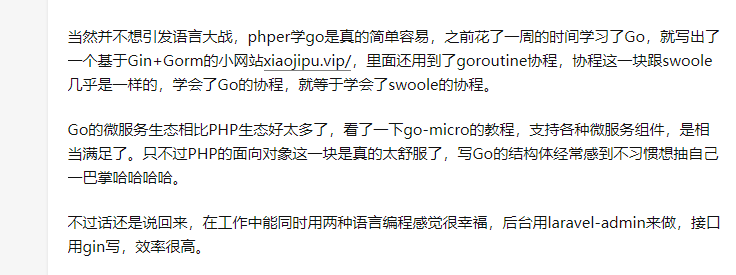 当然并不想引发语言大战，phper学go是真的简单容易，之前花了一周的时间学习了Go，就写出了
一个基于Gin+Gorm的小网站xiaojipu.vip/，里面还用到了goroutine协程，协程这一块跟swoole
几乎是一样的，学会了Go的协程，就等于学会了swoole的协程。
Go的微服务生态相比PHP生态好太多了，看了一下go-micro的教程，支持各种微服务组件，是相
当满足了。只不过PHP的面向对象这一块是真的太舒服了，写Go的结构体经常感到不习惯想抽自己
一巴掌哈哈哈哈。
不过话还是说回来，在工作中能同时用两种语言编程感觉很幸福，后台用laravel-admin来做，接口
用gin写，效率很高。